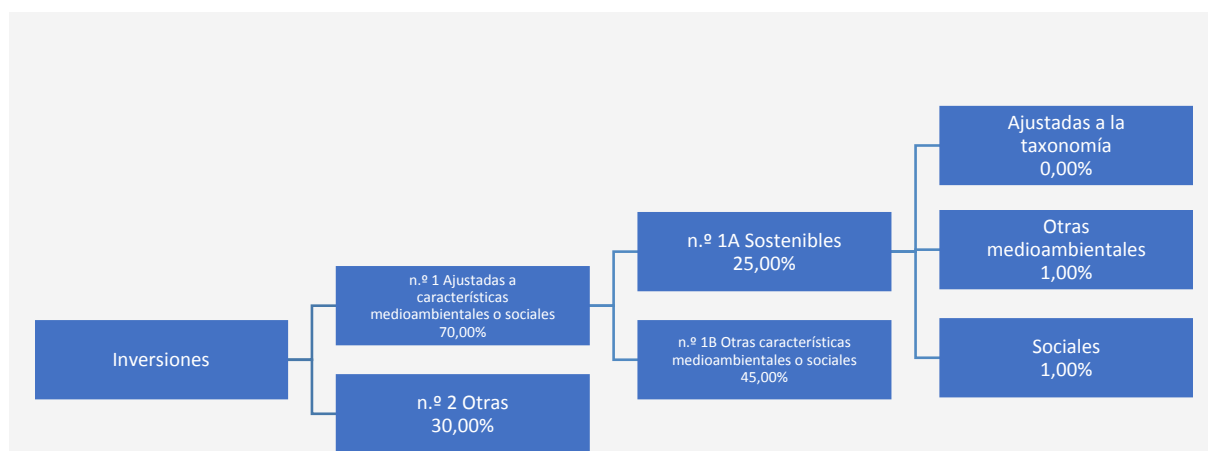 Inversiones
n.º 1 Ajustadas a
características
medioambientales o sociales
70,00%
n.º 2 Otras
30,00%
n.º 1A Sostenibles
25,00%
n.º 1B Otras características
medioambientales o sociales
45,00%
Ajustadas a la
taxonomía
0,00%
Otras
medioambientales
1,00%
Sociales
1,00%